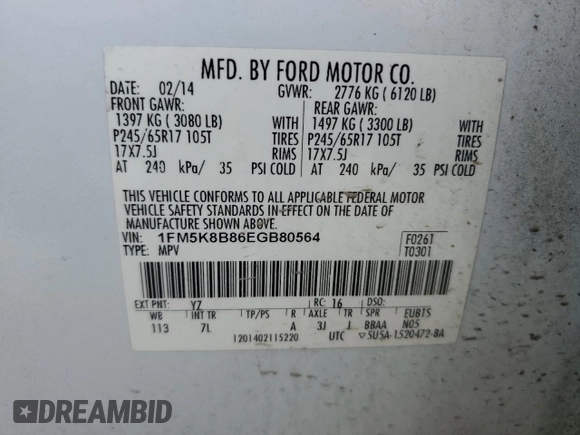 MFD. BY FORD MOTOR CO.
DATE: 02/14 GVWR: 2776 KG ( 6120 LB)
FRONT GAWR: REAR GAWR:
1397 KG ( 3080 LB) WITH 1497 KG ( 3300 LB) WITH
P245/65R17 105T TIRES P245/65R17 105T TIRES
17X7.5J RIMS 17X7.5J RIMS
AT 240 kPa/ 35 PSI COLD AT 240 kPa/ 35 PSI COLD
THIS VEHICLE CONFORMS TO ALL APPLICABLE FEDERAL MOTOR
VEHICLE SAFETY STANDARDS IN EFFECT ON THE DATE OF
MANUFACTURE SHOWN ABOVE.
VIN: 1FM5K8B86EGB80564 F0261
TYPE: MPV T0301
EXT PNT: YZ RC: 16 DSO:
WB INT TR TP/PS R AXLE TR SPR EUB1S
113 7L A 3J J BBAA N05
1201402115220 UTC 5U5A-1520472-BA
DREAMBID